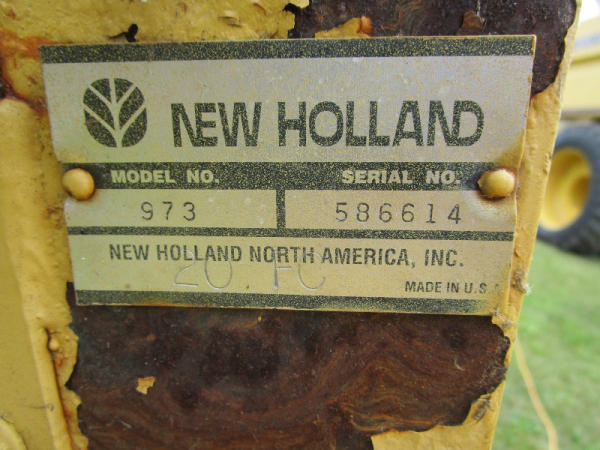 NEW HOLLAND
MODEL NO. SERIAL NO.
973 586614
NEW HOLLAND NORTH AMERICA, INC.
20 FC
MADE IN U.S.